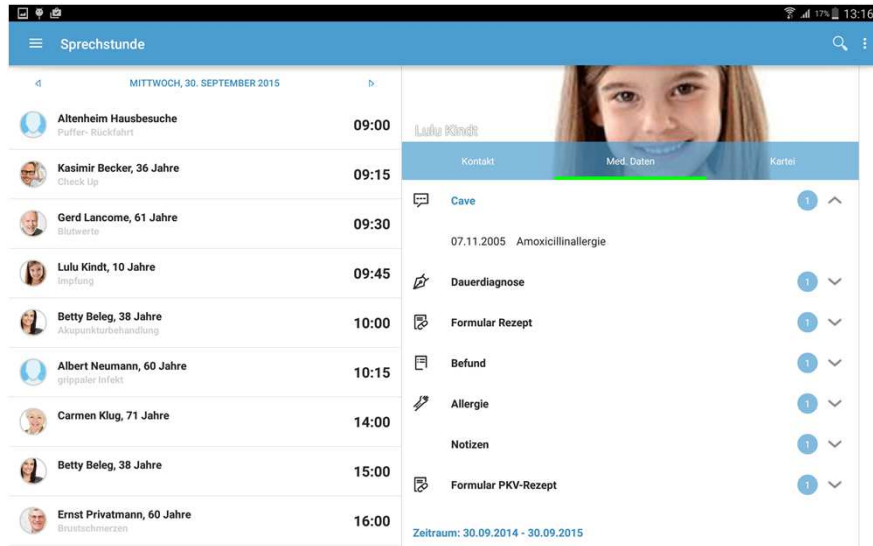 17% 13:16
Sprechstunde
MITTWOCH, 30. SEPTEMBER 2015
Altenheim Hausbesuche
Puffer- Rückfahrt
09:00
Kasimir Becker, 36 Jahre
Check Up
09:15
Gerd Lancome, 61 Jahre
Blutwerte
09:30
Lulu Kindt, 10 Jahre
impfung
09:45
Betty Beleg, 38 Jahre
Akupunkturbehandlung
10:00
Albert Neumann, 60 Jahre
grippaler Infekt
10:15
Carmen Klug, 71 Jahre
14:00
Betty Beleg, 38 Jahre
15:00
Ernst Privatmann, 60 Jahre
Brustschmerzen
16:00
Lulu Kindt
Kontakt Med. Daten Kartei
Cave 1
07.11.2005 Amoxicillinallergie
Dauerdiagnose 1
Formular Rezept 1
Befund 1
Allergie 1
Notizen 1
Formular PKV-Rezept 1
Zeitraum: 30.09.2014 - 30.09.2015